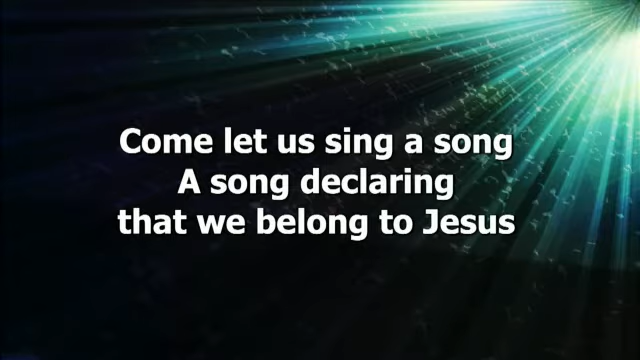 Come let us sing a song
A song declaring
that we belong to Jesus